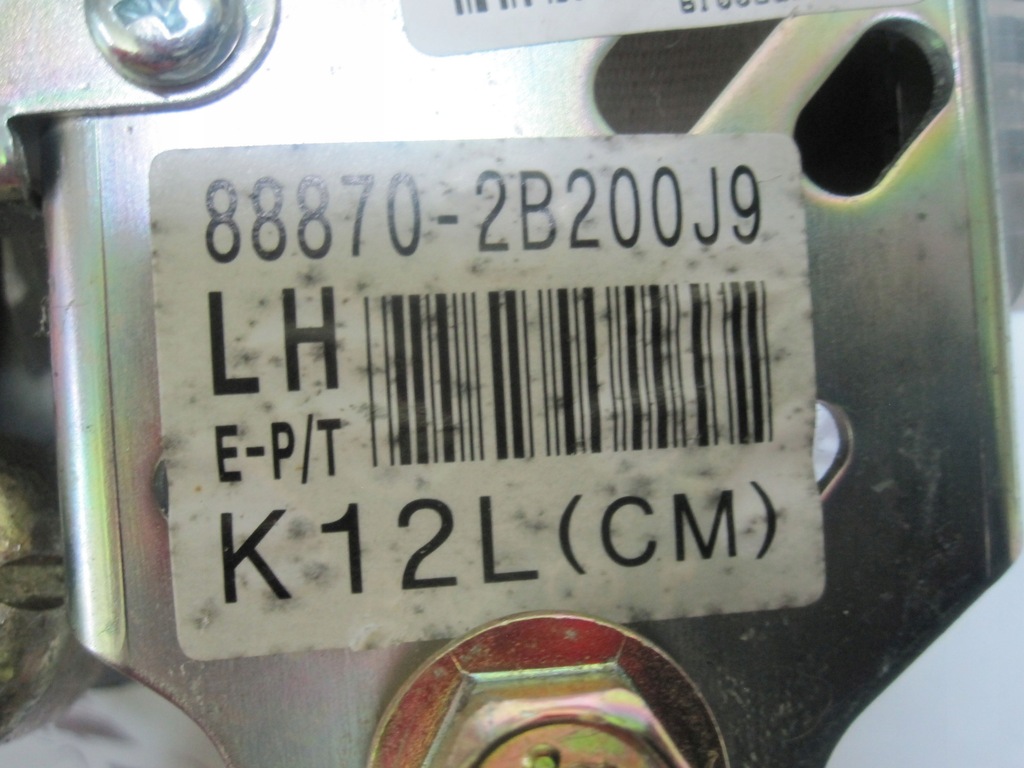 88870-2B200J9
LH
E-P/T
K12L(CM)